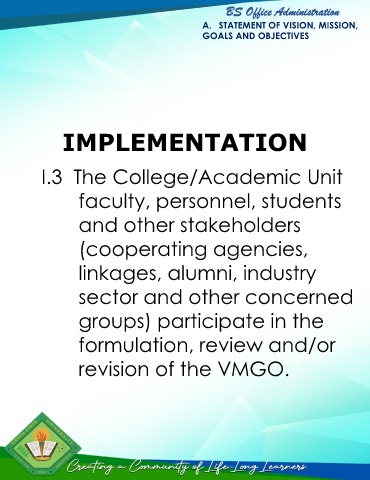 BS Office Administration
A. STATEMENT OF VISION, MISSION,
GOALS AND OBJECTIVES
IMPLEMENTATION
I.3 The College/Academic Unit
faculty, personnel, students
and other stakeholders
(cooperating agencies,
linkages, alumni, industry
sector and other concerned
groups) participate in the
formulation, review and/or
revision of the VMGO.
Creating a Community of Life Long Learners